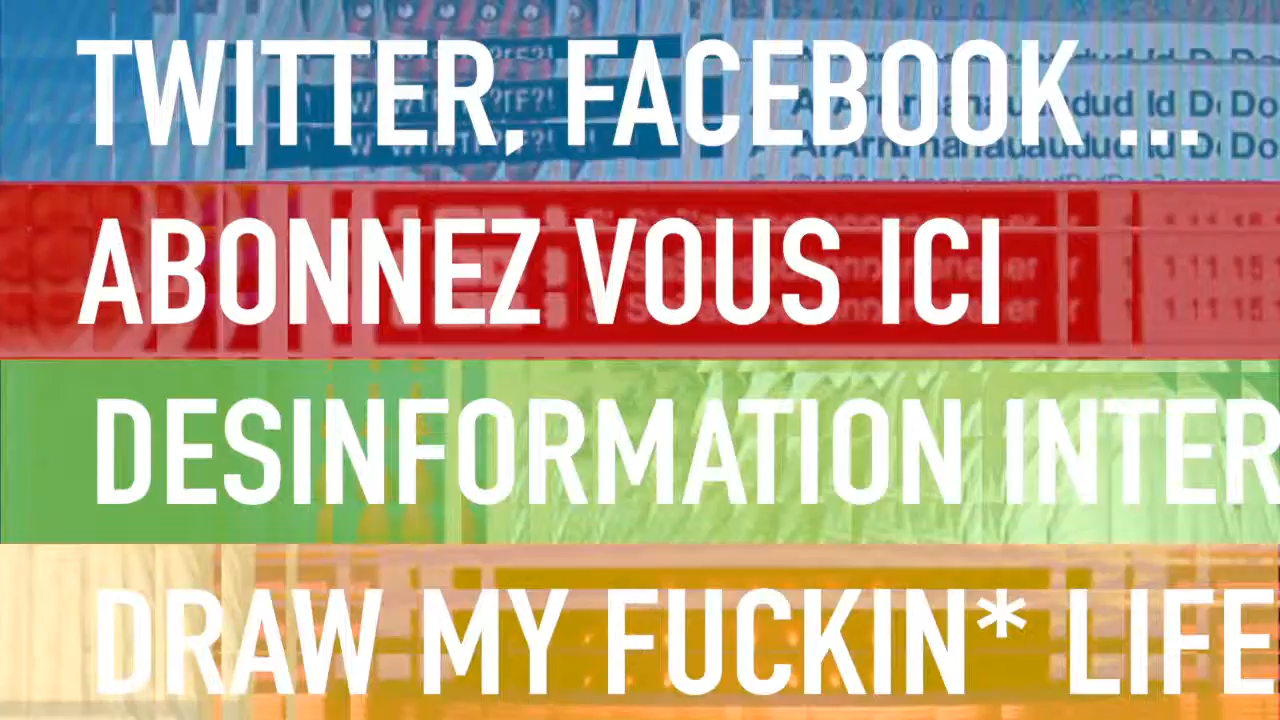 TWITTER, FACEBOOK ...
ABONNEZ VOUS ICI
DESINFORMATION INTER
DRAW MY FUCKIN* LIFE